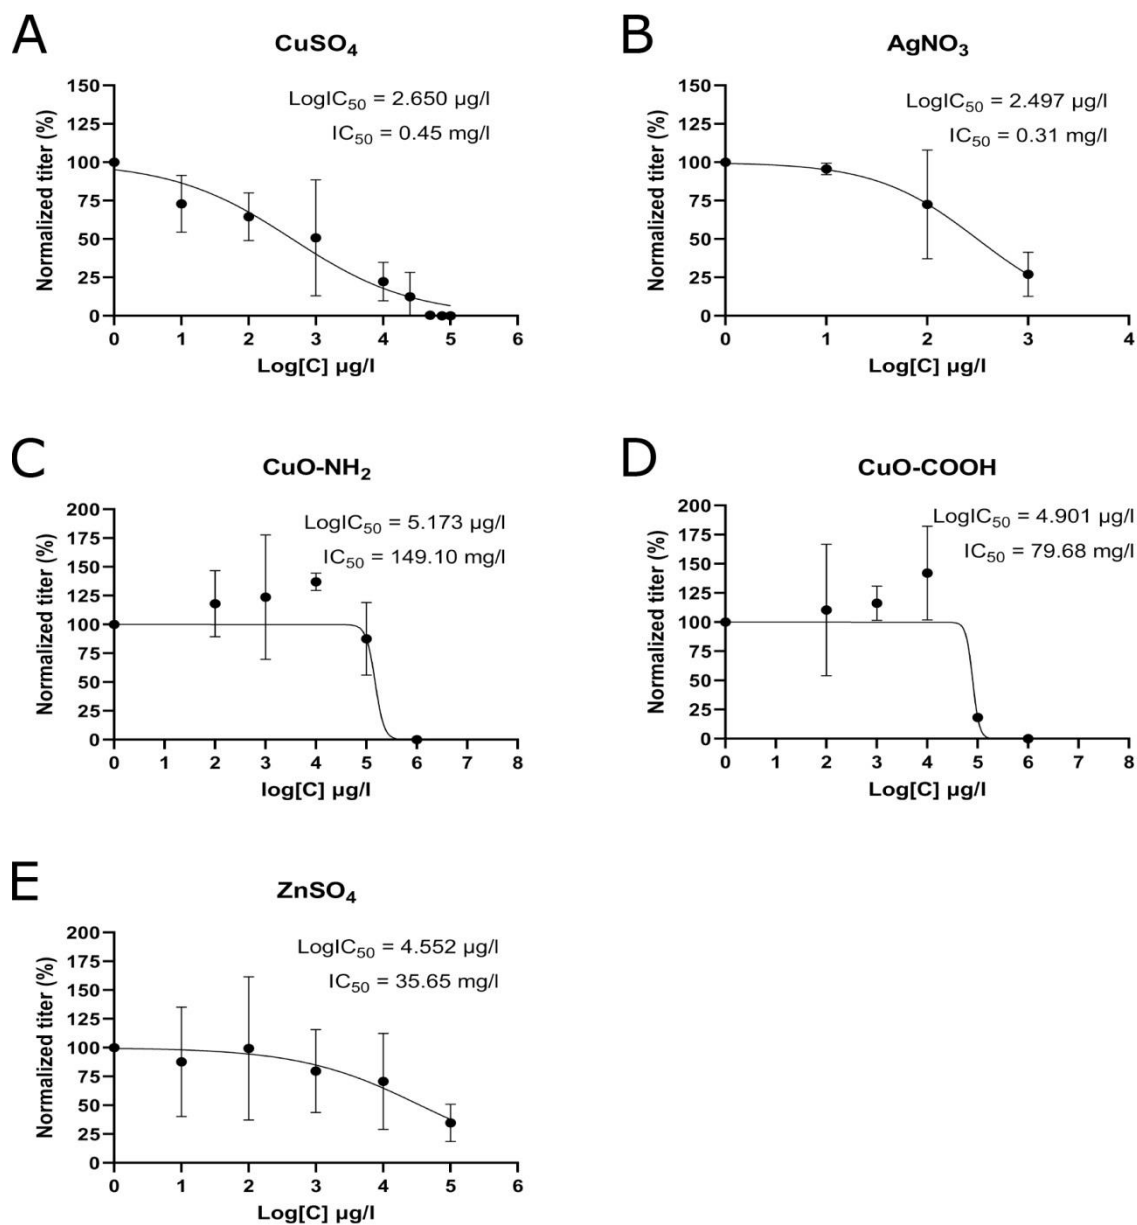 A
CuSO₄
LogIC₅₀ = 2.650 µg/l
IC₅₀ = 0.45 mg/l
Normalized titer (%)
150
125
100
75
50
25
0
0 1 2 3 4 5 6
Log[C] µg/l
B
AgNO₃
LogIC₅₀ = 2.497 µg/l
IC₅₀ = 0.31 mg/l
Normalized titer (%)
150
125
100
75
50
25
0
0 1 2 3 4
Log[C] µg/l
C
CuO-NH₂
LogIC₅₀ = 5.173 µg/l
IC₅₀ = 149.10 mg/l
Normalized titer (%)
200
175
150
125
100
75
50
25
0
0 1 2 3 4 5 6 7 8
log[C] µg/l
D
CuO-COOH
LogIC₅₀ = 4.901 µg/l
IC₅₀ = 79.68 mg/l
Normalized titer (%)
200
175
150
125
100
75
50
25
0
0 1 2 3 4 5 6 7 8
Log[C] µg/l
E
ZnSO₄
LogIC₅₀ = 4.552 µg/l
IC₅₀ = 35.65 mg/l
Normalized titer (%)
200
175
150
125
100
75
50
25
0
0 1 2 3 4 5 6
Log[C] µg/l